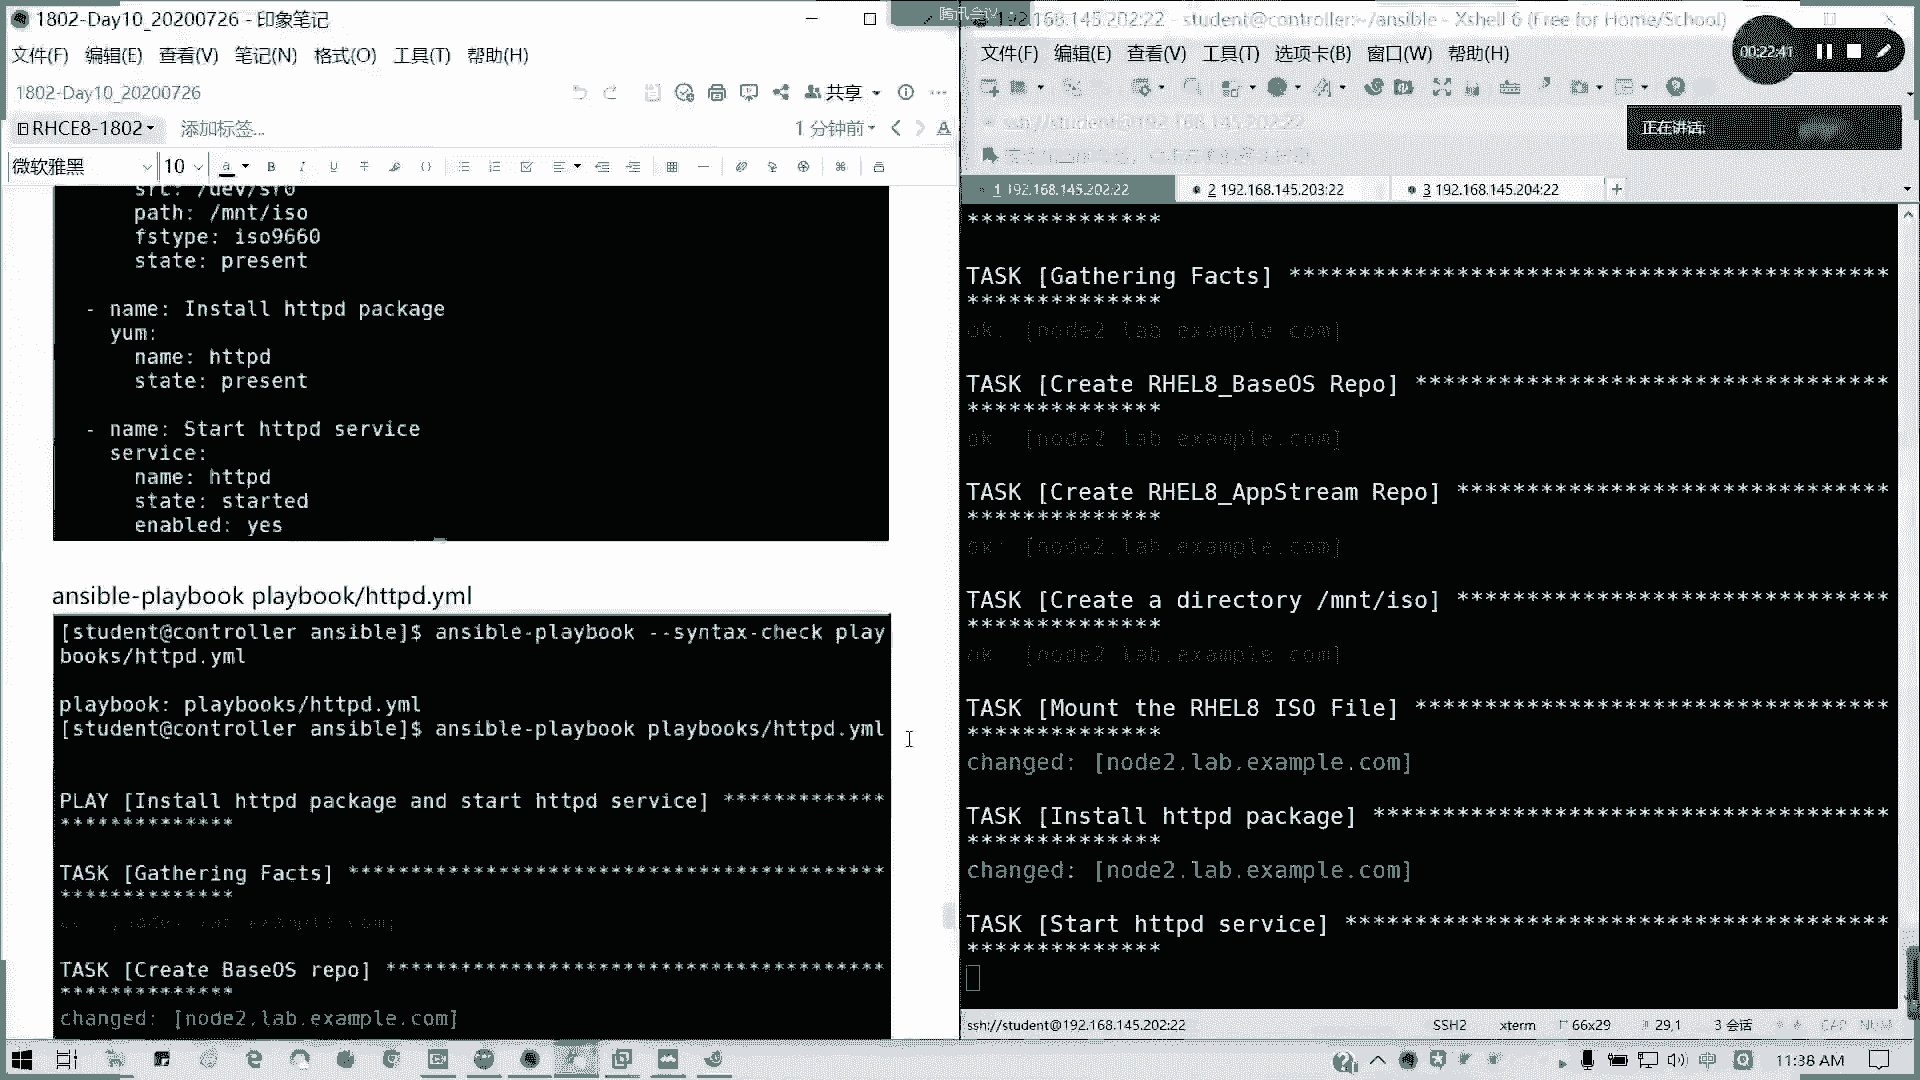 1802-Day10_20200726 - 印象笔记
文件(F) 编辑(E) 查看(V) 笔记(N) 格式(O) 工具(T) 帮助(H)
1802-Day10_20200726
共享
RHCE8-1802
添加标签...
1 分钟前
微软雅黑
10
src: /dev/sr0
path: /mnt/iso
fstype: iso9660
state: present
- name: Install httpd package
yum:
name: httpd
state: present
- name: Start httpd service
service:
name: httpd
state: started
enabled: yes
ansible-playbook playbook/httpd.yml
[student@controller ansible]$ ansible-playbook --syntax-check play
books/httpd.yml
playbook: playbooks/httpd.yml
[student@controller ansible]$ ansible-playbook playbooks/httpd.yml
PLAY [Install httpd package and start httpd service] *************
**************
TASK [Gathering Facts] *******************************************
**************
TASK [Create BaseOS repo] ****************************************
**************
changed: [node2.lab.example.com]
腾讯会议
192.168.145.202:22 - student@controller:~/ansible - Xshell 6 (Free for Home/School)
00:22:41
文件(F) 编辑(E) 查看(V) 工具(T) 选项卡(B) 窗口(W) 帮助(H)
ssh://student@192.168.145.202:22
正在讲话:
1 192.168.145.202:22
2 192.168.145.203:22
3 192.168.145.204:22
**************
TASK [Gathering Facts] *******************************************
**************
ok: [node2.lab.example.com]
TASK [Create RHEL8_BaseOS Repo] **********************************
**************
ok: [node2.lab.example.com]
TASK [Create RHEL8_AppStream Repo] *******************************
**************
ok: [node2.lab.example.com]
TASK [Create a directory /mnt/iso] *******************************
**************
ok: [node2.lab.example.com]
TASK [Mount the RHEL8 ISO File] **********************************
**************
changed: [node2.lab.example.com]
TASK [Install httpd package] *************************************
**************
changed: [node2.lab.example.com]
TASK [Start httpd service] ***************************************
**************
ssh://student@192.168.145.202:22
SSH2
xterm
66x29
29,1
3 会话
CAP NUM
中
11:38 AM